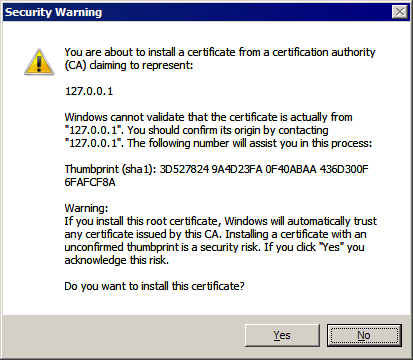 Security Warning
You are about to install a certificate from a certification authority
(CA) claiming to represent:
127.0.0.1
Windows cannot validate that the certificate is actually from
"127.0.0.1". You should confirm its origin by contacting
"127.0.0.1". The following number will assist you in this process:
Thumbprint (sha1): 3D527824 9A4D23FA 0F40ABAA 436D300F
6FAFCF8A
Warning:
If you install this root certificate, Windows will automatically trust
any certificate issued by this CA. Installing a certificate with an
unconfirmed thumbprint is a security risk. If you click "Yes" you
acknowledge this risk.
Do you want to install this certificate?
Yes No